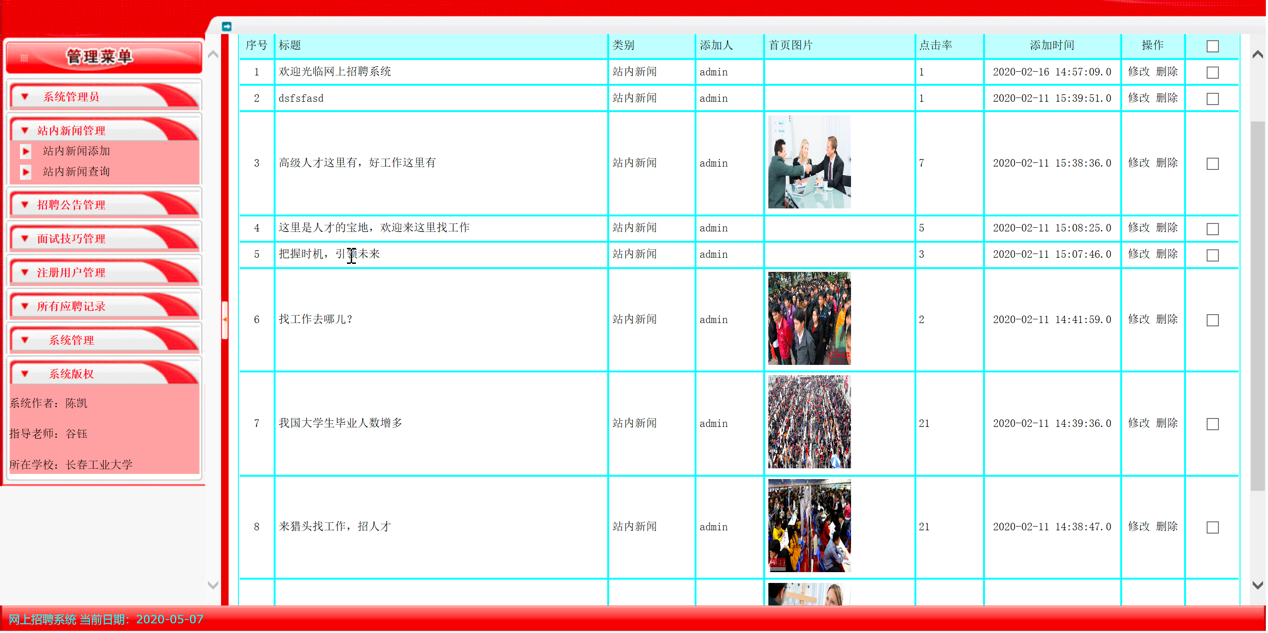 管理菜单
系统管理员
站内新闻管理
站内新闻添加
站内新闻查询
招聘公告管理
面试技巧管理
注册用户管理
所有应聘记录
系统管理
系统版权
系统作者：陈凯
指导老师：谷钰
所在学校：长春工业大学
序号 标题 类别 添加人 首页图片 点击率 添加时间 操作
1 欢迎光临网上招聘系统 站内新闻 admin 1 2020-02-16 14:57:09.0 修改 删除
2 dsfsfasd 站内新闻 admin 1 2020-02-11 15:39:51.0 修改 删除
3 高级人才这里有，好工作这里有 站内新闻 admin 7 2020-02-11 15:38:36.0 修改 删除
4 这里是人才的宝地，欢迎来这里找工作 站内新闻 admin 5 2020-02-11 15:08:25.0 修改 删除
5 把握时机，引领未来 站内新闻 admin 3 2020-02-11 15:07:46.0 修改 删除
6 找工作去哪儿？ 站内新闻 admin 2 2020-02-11 14:41:59.0 修改 删除
7 我国大学生毕业人数增多 站内新闻 admin 21 2020-02-11 14:39:36.0 修改 删除
8 来猎头找工作，招人才 站内新闻 admin 21 2020-02-11 14:38:47.0 修改 删除
网上招聘系统 当前日期：2020-05-07